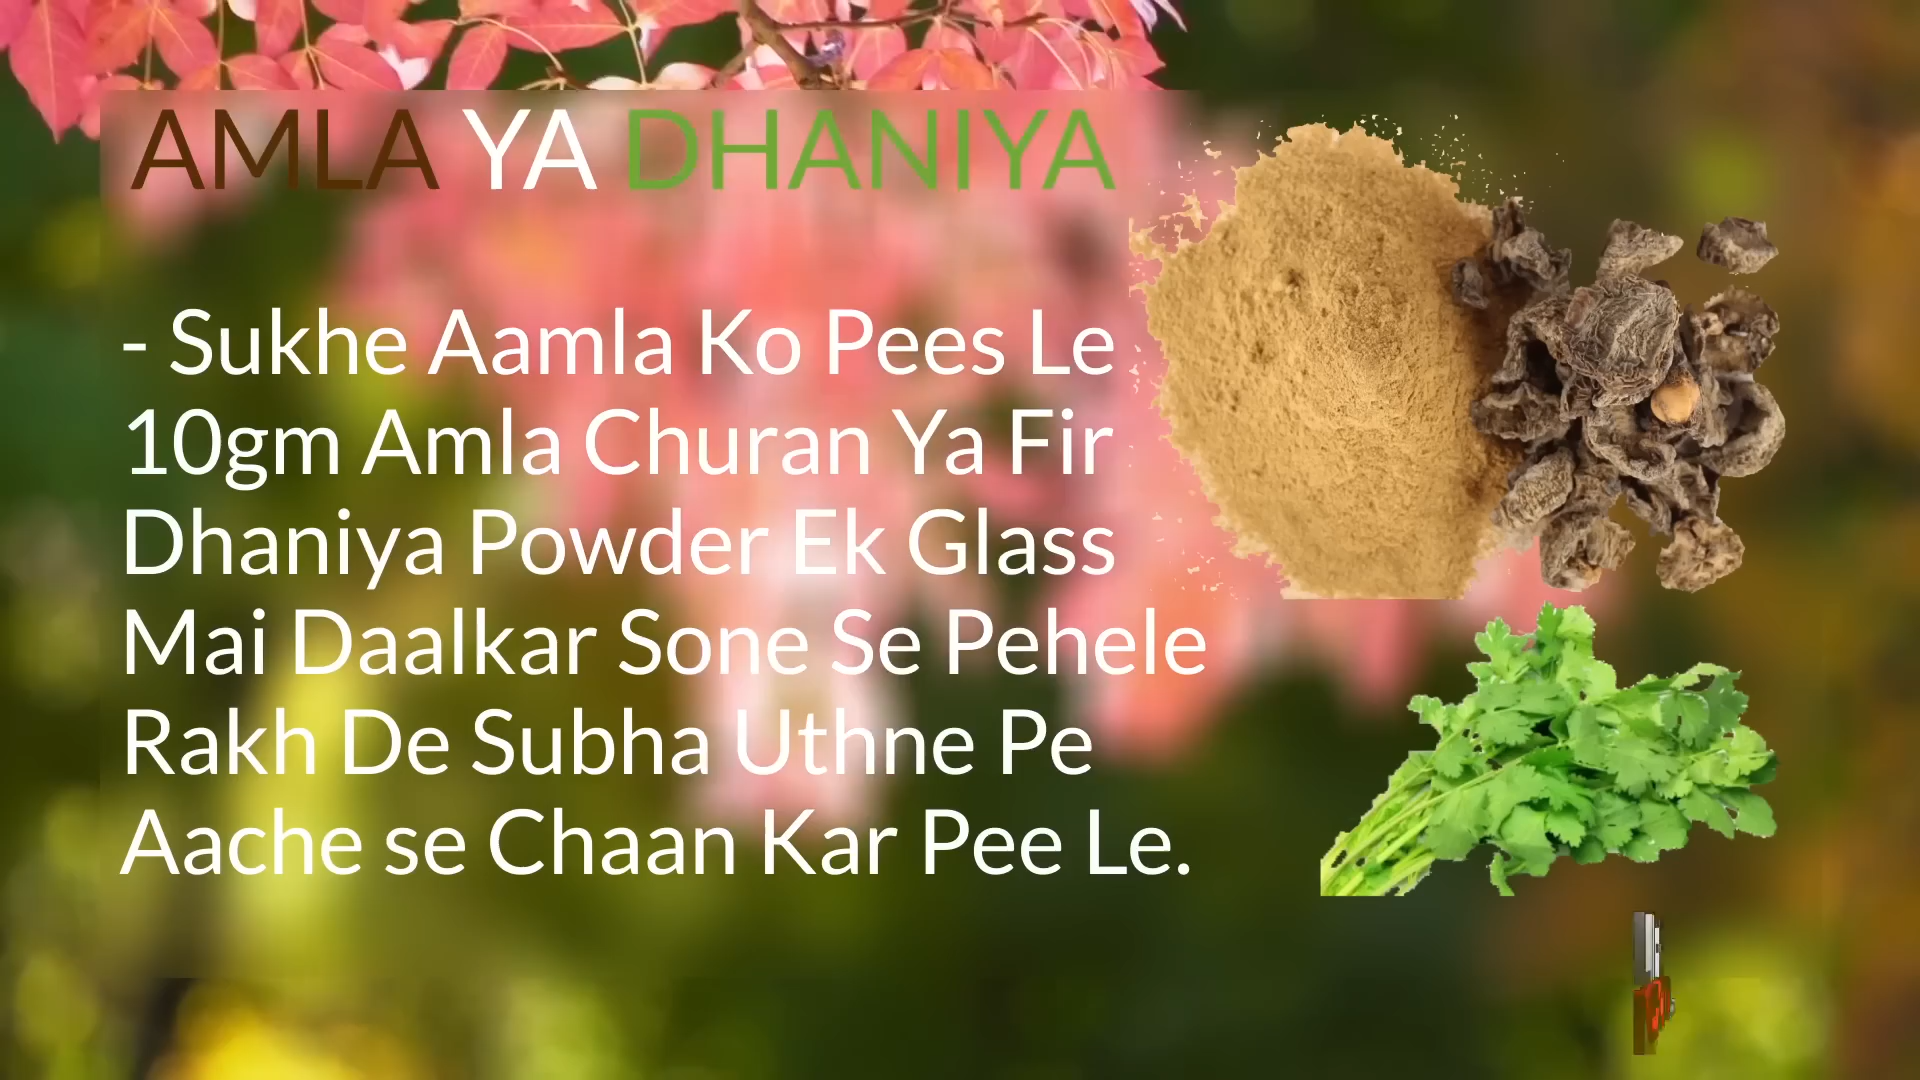 AMLA YA DHANIYA
- Sukhe Aamla Ko Pees Le
10gm Amla Churan Ya Fir
Dhaniya Powder Ek Glass
Mai Daalkar Sone Se Pehele
Rakh De Subha Uthne Pe
Aache se Chaan Kar Pee Le.